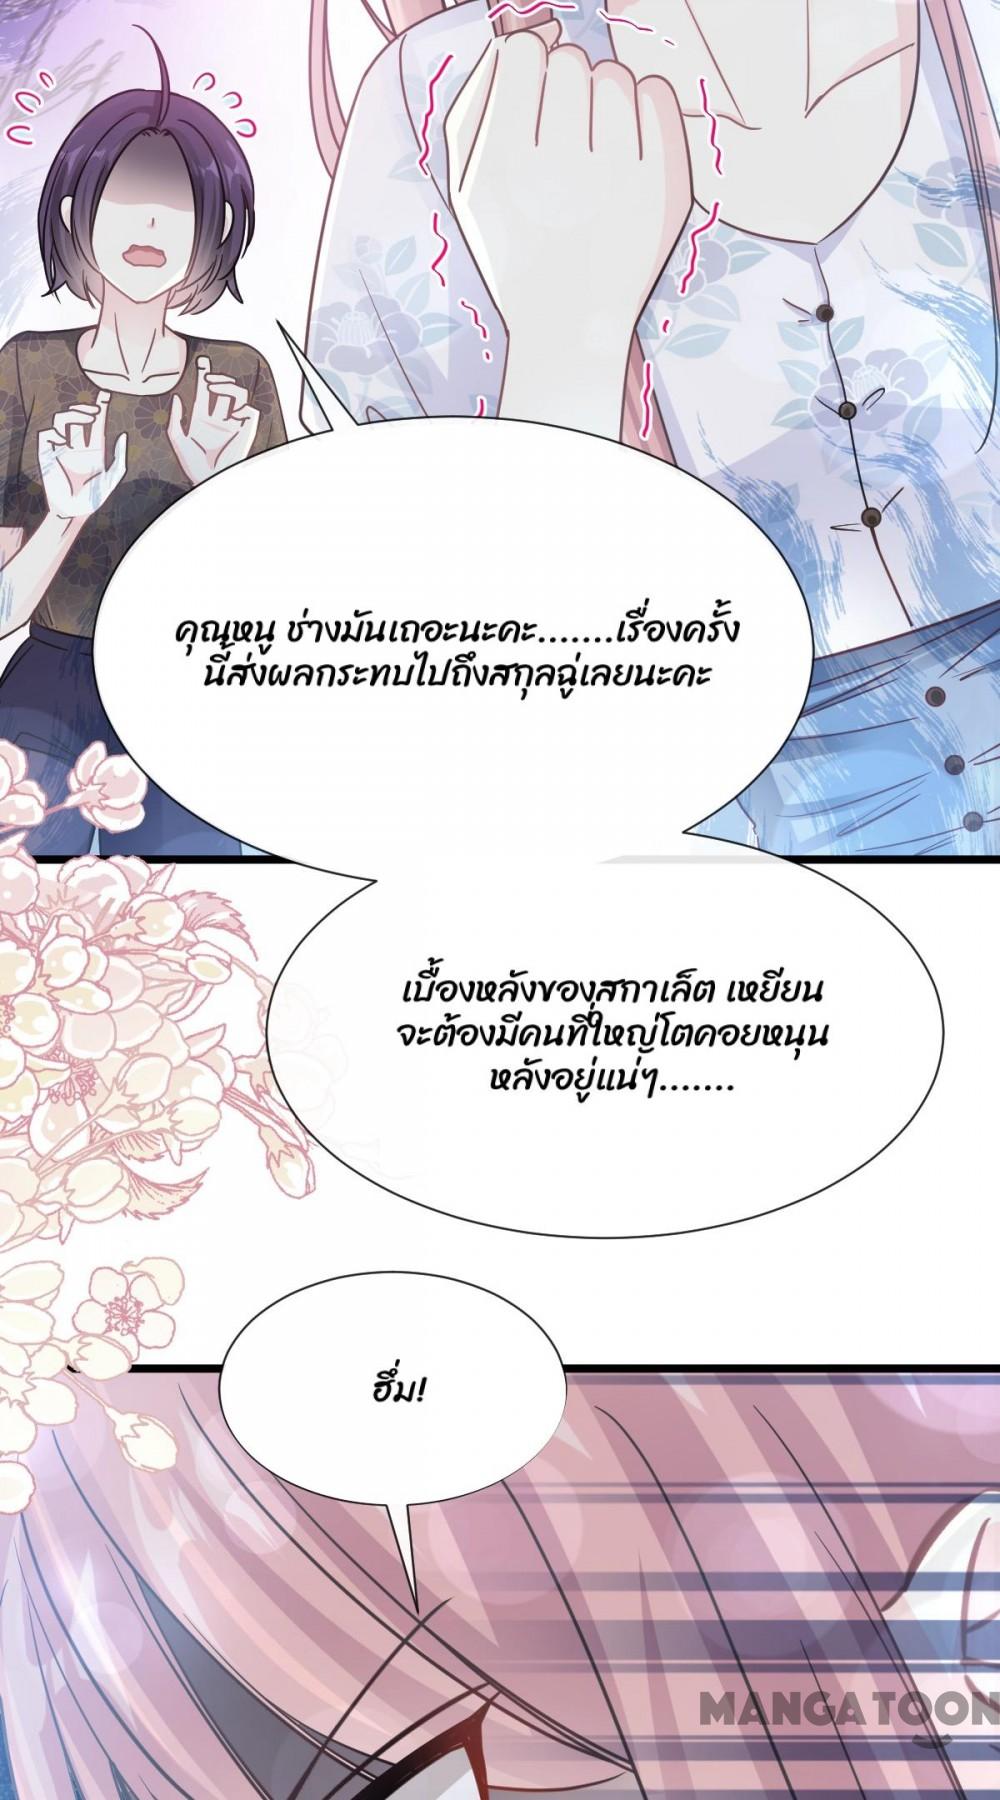 คุณหนู ช่างมันเถอะนะคะ.......เรื่องครั้ง
นี้ส่งผลกระทบไปถึงสกุลฉู่เลยนะคะ
เบื้องหลังของสกาเล็ต เหยียน
จะต้องมีคนที่ใหญ่โตคอยหนุน
หลังอยู่แน่ๆ.......
ฮึ่ม!
MANGATOON